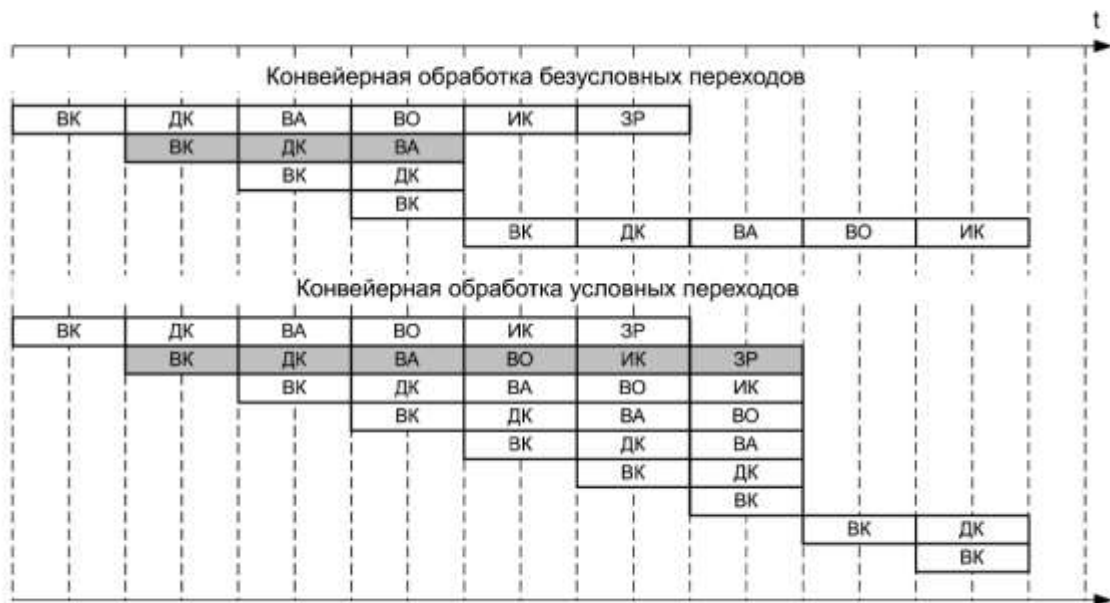 t
Конвейерная обработка безусловных переходов
ВК ДК ВА ВО ИК ЗР
ВК ДК ВА
ВК ДК
ВК
ВК ДК ВА ВО ИК
Конвейерная обработка условных переходов
ВК ДК ВА ВО ИК ЗР
ВК ДК ВА ВО ИК ЗР
ВК ДК ВА ВО ИК
ВК ДК ВА ВО
ВК ДК ВА
ВК ДК
ВК
ВК ДК
ВК